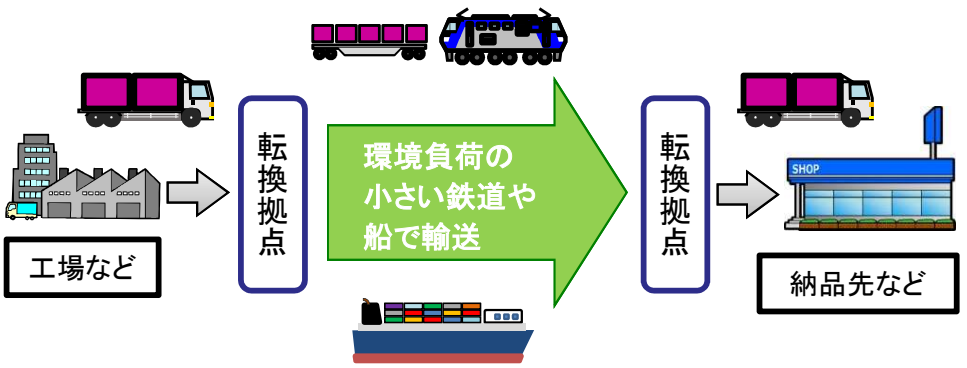 工場など
転換拠点
環境負荷の
小さい鉄道や
船で輸送
転換拠点
SHOP
納品先など